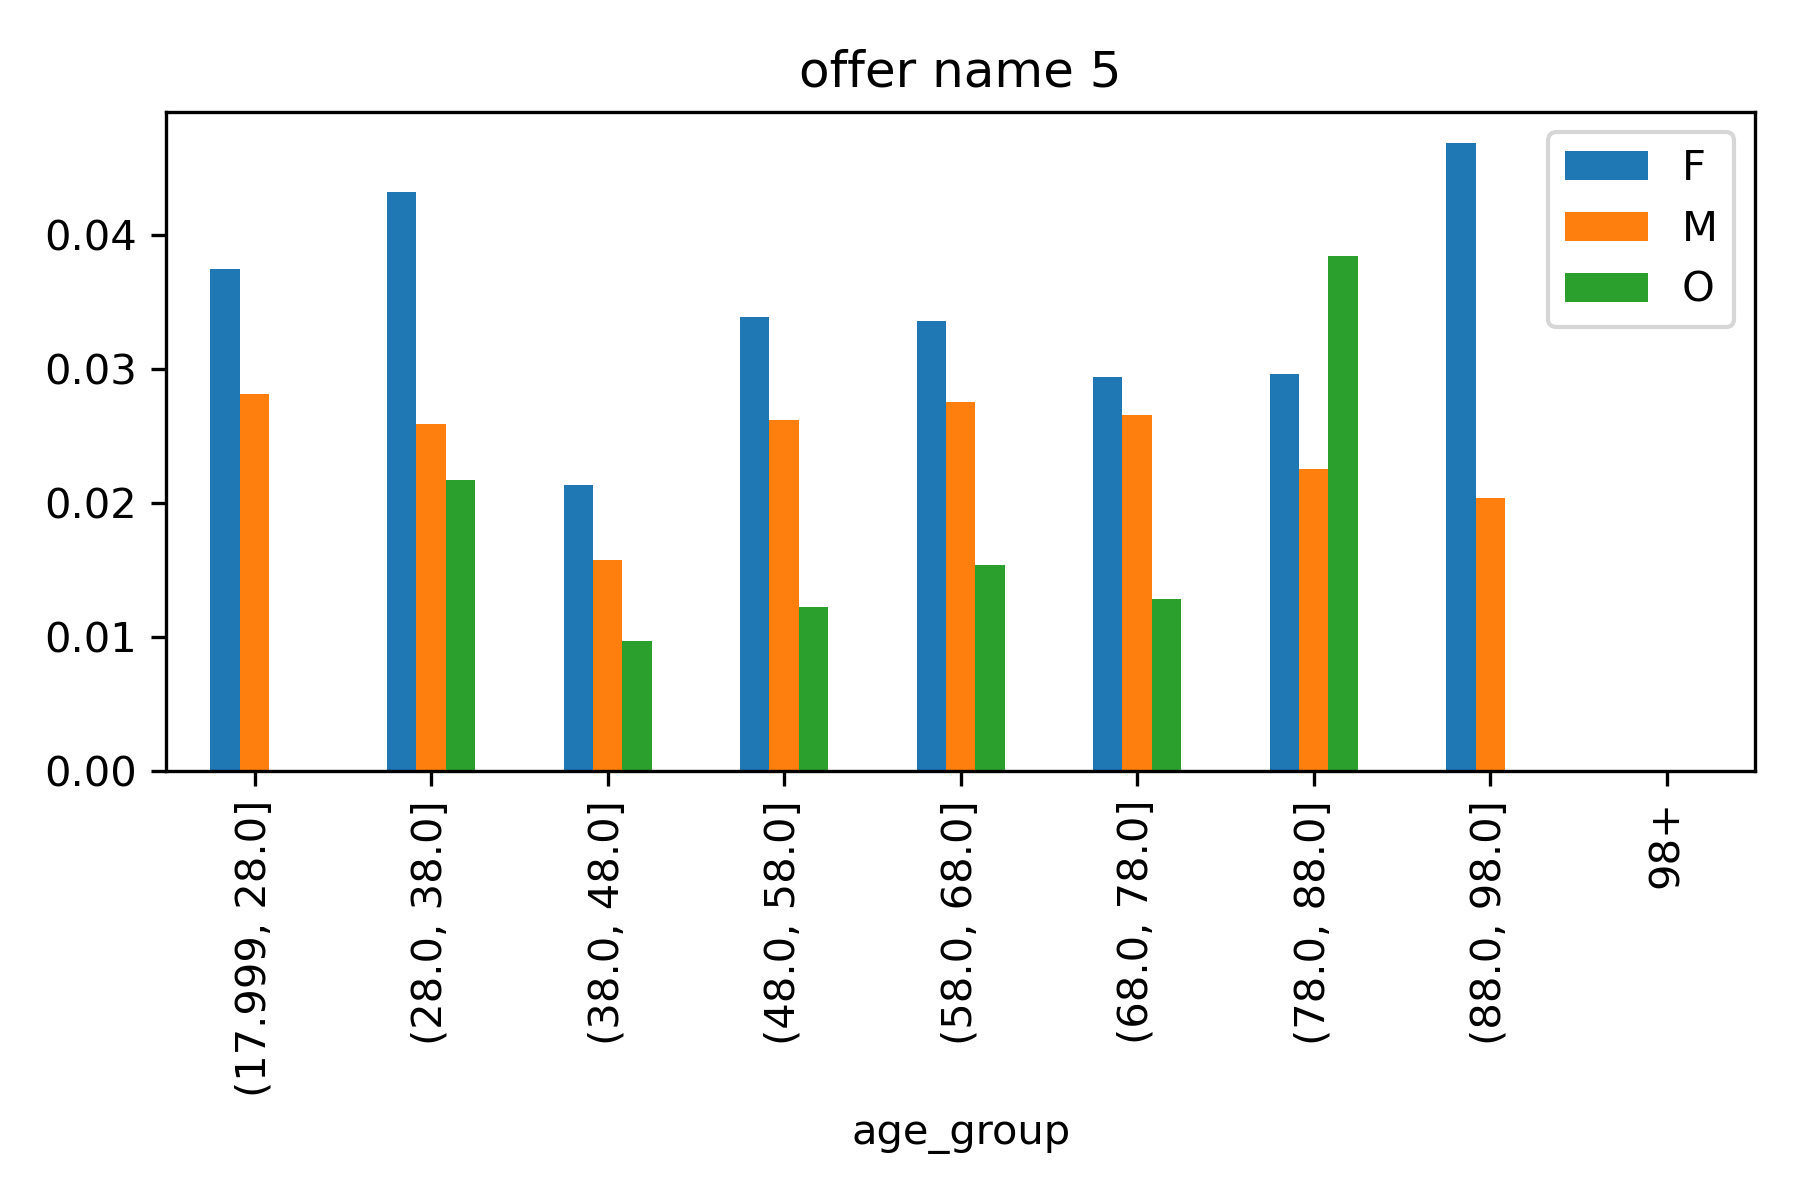 offer name 5
F
M
O
0.04
0.03
0.02
0.01
0.00
(17.999, 28.0]
(28.0, 38.0]
(38.0, 48.0]
(48.0, 58.0]
(58.0, 68.0]
(68.0, 78.0]
(78.0, 88.0]
(88.0, 98.0]
98+
age_group